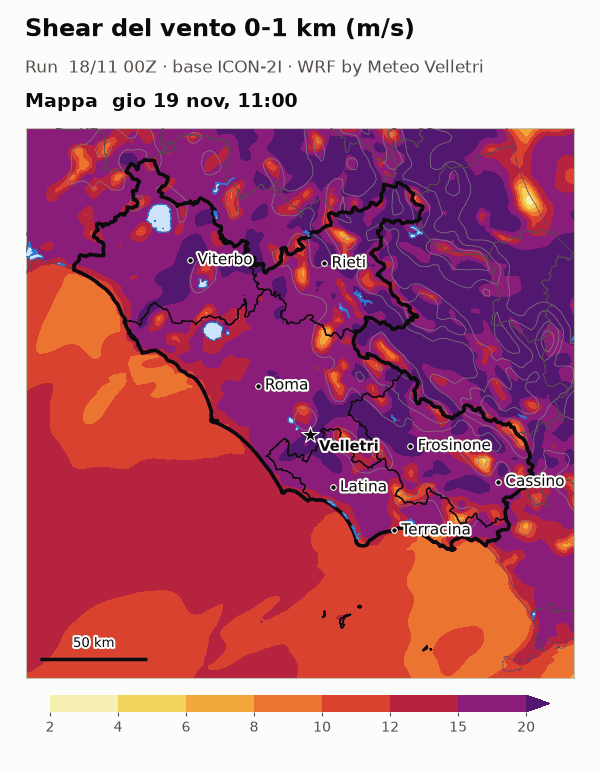 Shear del vento 0-1 km (m/s)
Run  18/11 00Z · base ICON-2I · WRF by Meteo Velletri
Mappa  gio 19 nov, 11:00
Viterbo
Rieti
Roma
Velletri
Frosinone
Cassino
Latina
Terracina
50 km
2 4 6 8 10 12 15 20